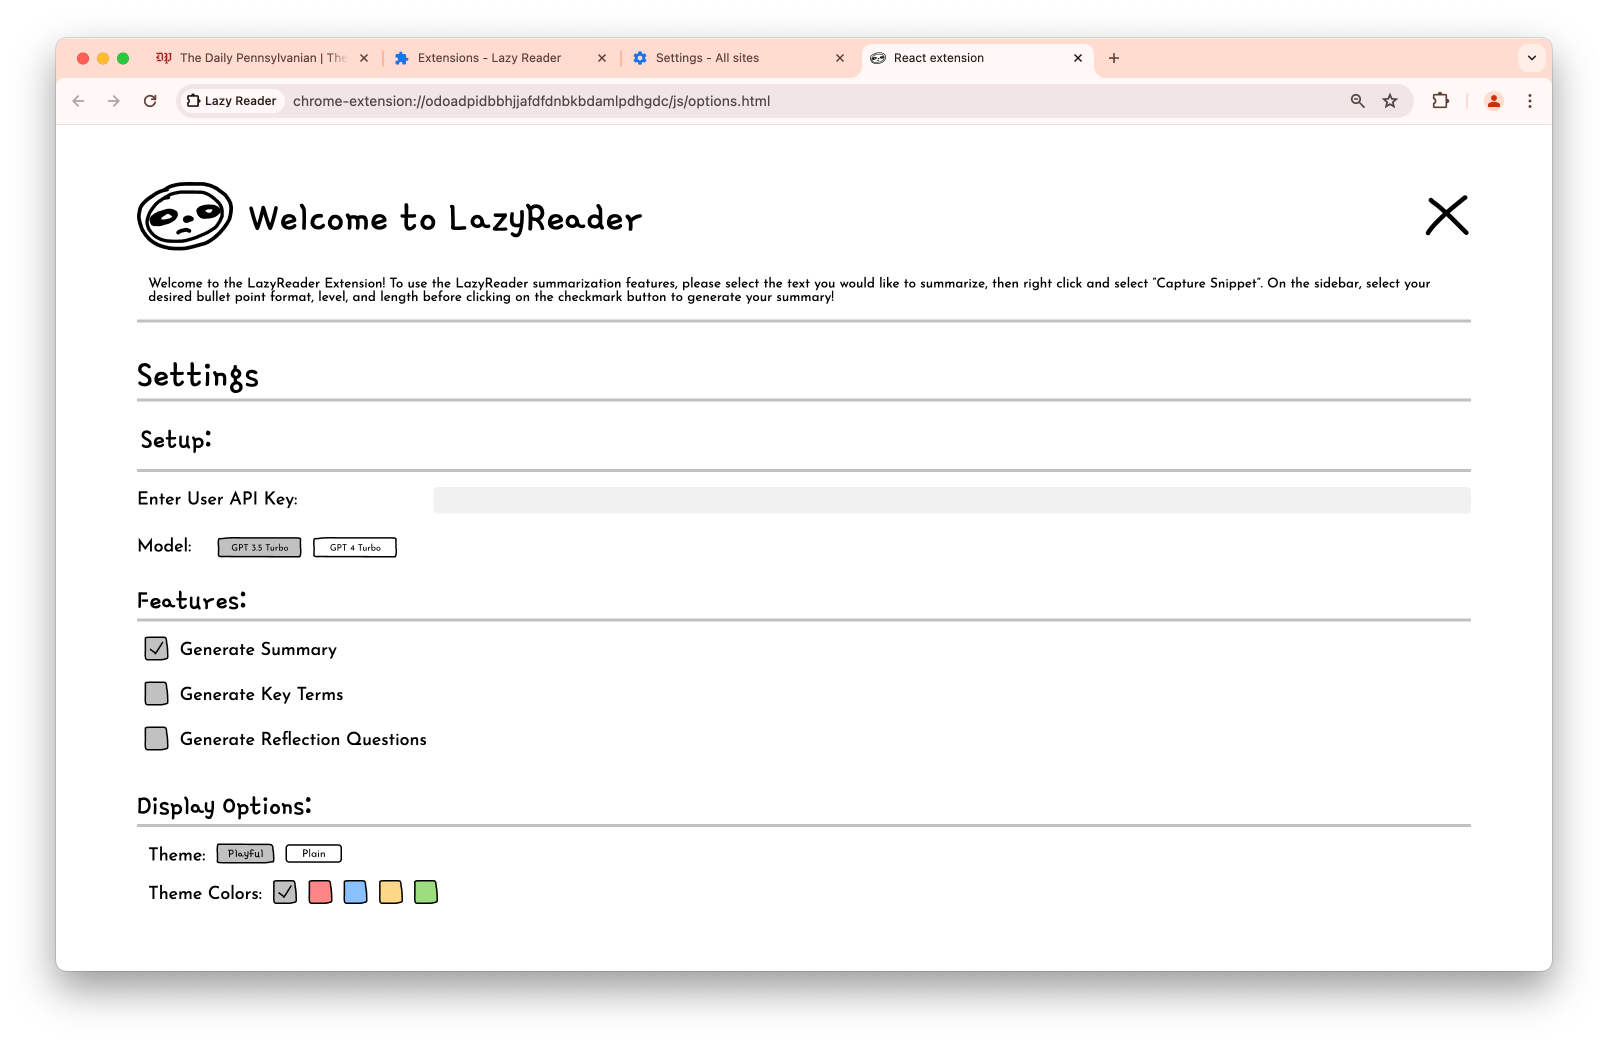 The Daily Pennsylvanian | The
Extensions - Lazy Reader
Settings - All sites
React extension
Lazy Reader
chrome-extension://odoadpidbbhjjafdfdnbkbdamlpdhgdc/js/options.html
Welcome to LazyReader
Welcome to the LazyReader Extension! To use the LazyReader summarization features, please select the text you would like to summarize, then right click and select “Capture Snippet”. On the sidebar, select your
desired bullet point format, level, and length before clicking on the checkmark button to generate your summary!
Settings
Setup:
Enter User API Key:
Model: GPT 3.5 Turbo GPT 4 Turbo
Features:
Generate Summary
Generate Key Terms
Generate Reflection Questions
Display Options:
Theme: Playful Plain
Theme Colors: